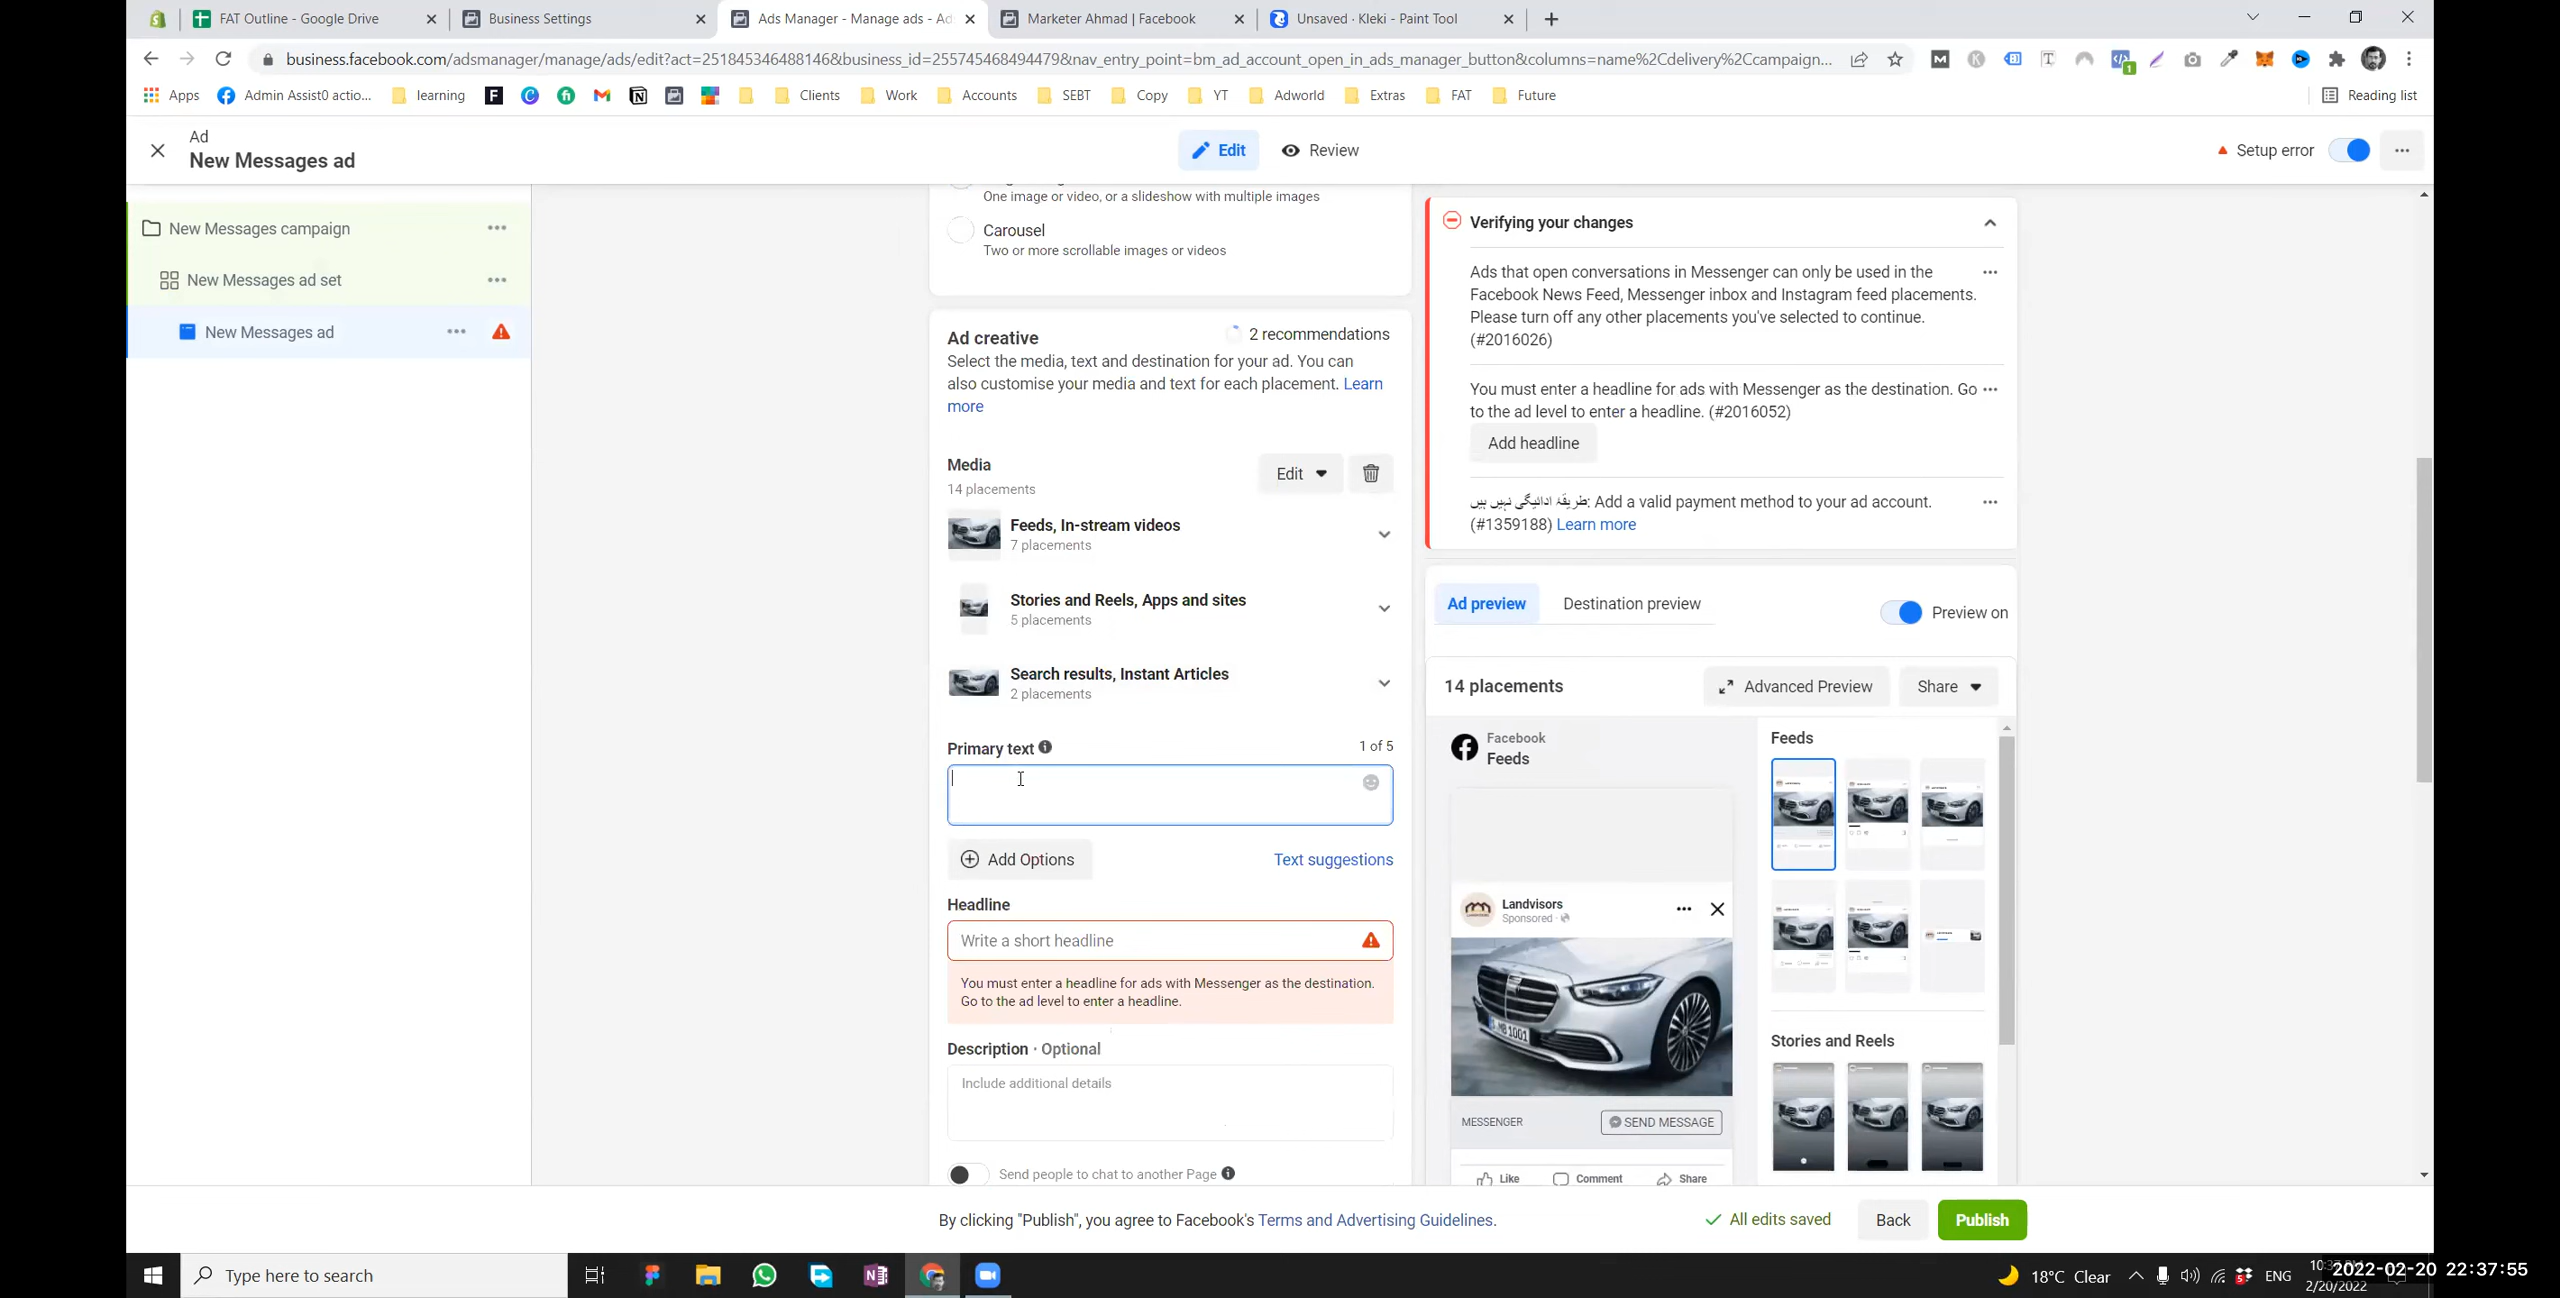 FAT Outline - Google Drive
Business Settings
Ads Manager - Manage ads - Ad
Marketer Ahmad | Facebook
Unsaved · Kleki - Paint Tool
business.facebook.com/adsmanager/manage/ads/edit?act=251845346488146&business_id=255745468494479&nav_entry_point=bm_ad_account_open_in_ads_manager_button&columns=name%2Cdelivery%2Ccampaign...
Apps
Admin Assist0 actio...
learning
Clients
Work
Accounts
SEBT
Copy
YT
Adworld
Extras
FAT
Future
Reading list
Ad
New Messages ad
Edit
Review
Setup error
New Messages campaign
New Messages ad set
New Messages ad
One image or video, or a slideshow with multiple images
Carousel
Two or more scrollable images or videos
Ad creative
2 recommendations
Select the media, text and destination for your ad. You can
also customise your media and text for each placement. Learn
more
Media
14 placements
Edit
Feeds, In-stream videos
7 placements
Stories and Reels, Apps and sites
5 placements
Search results, Instant Articles
2 placements
Primary text
1 of 5
Add Options
Text suggestions
Headline
Write a short headline
You must enter a headline for ads with Messenger as the destination.
Go to the ad level to enter a headline.
Description · Optional
Include additional details
Send people to chat to another Page
Verifying your changes
Ads that open conversations in Messenger can only be used in the
Facebook News Feed, Messenger inbox and Instagram feed placements.
Please turn off any other placements you've selected to continue.
(#2016026)
You must enter a headline for ads with Messenger as the destination. Go
to the ad level to enter a headline. (#2016052)
Add headline
طریقۂ ادائیگی نہیں ہیں: Add a valid payment method to your ad account.
(#1359188) Learn more
Ad preview
Destination preview
Preview on
14 placements
Advanced Preview
Share
Facebook
Feeds
Landvisors
Sponsored ·
MESSENGER
SEND MESSAGE
Like
Comment
Share
Feeds
Stories and Reels
By clicking "Publish", you agree to Facebook's Terms and Advertising Guidelines.
All edits saved
Back
Publish
Type here to search
18°C Clear
ENG
2/20/2022
2022-02-20 22:37:55